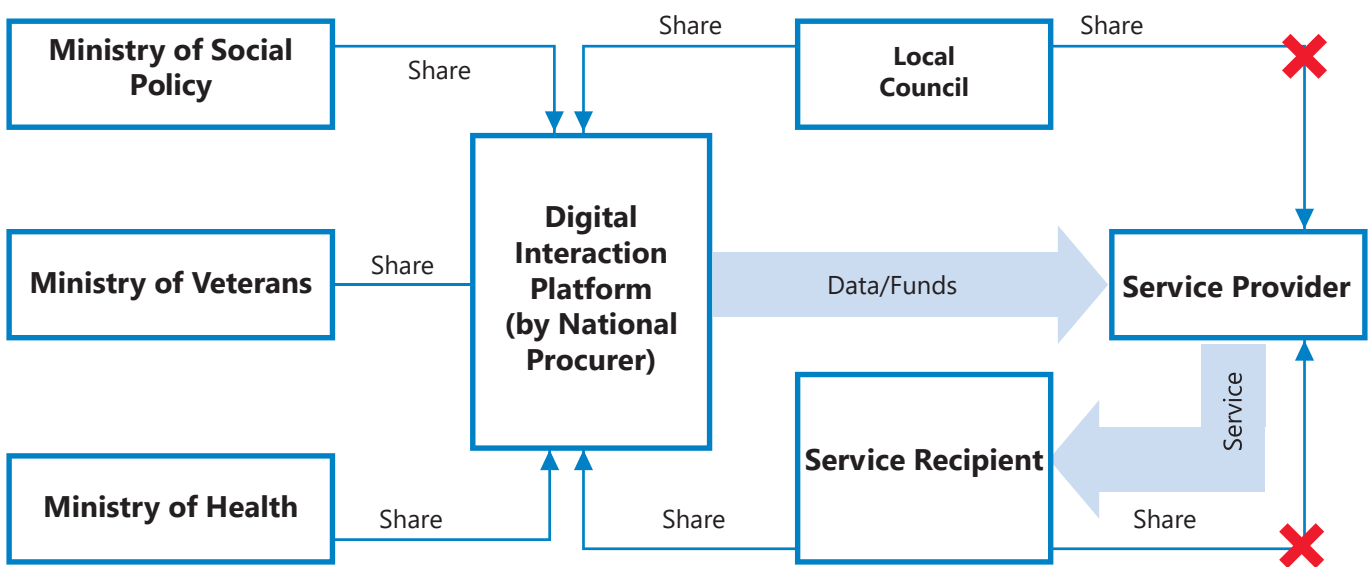 Ministry of Social
Policy
Share
Share
Local
Council
Share
Ministry of Veterans
Share
Digital
Interaction
Platform
(by National
Procurer)
Data/Funds
Service Provider
Service
Service Recipient
Ministry of Health
Share
Share
Share